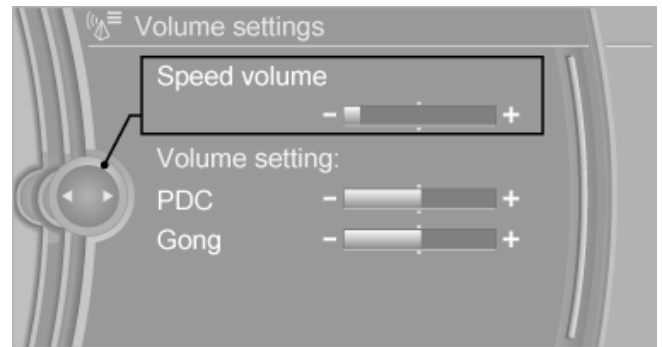 Volume settings
Speed volume
- +
Volume setting:
PDC - +
Gong - +